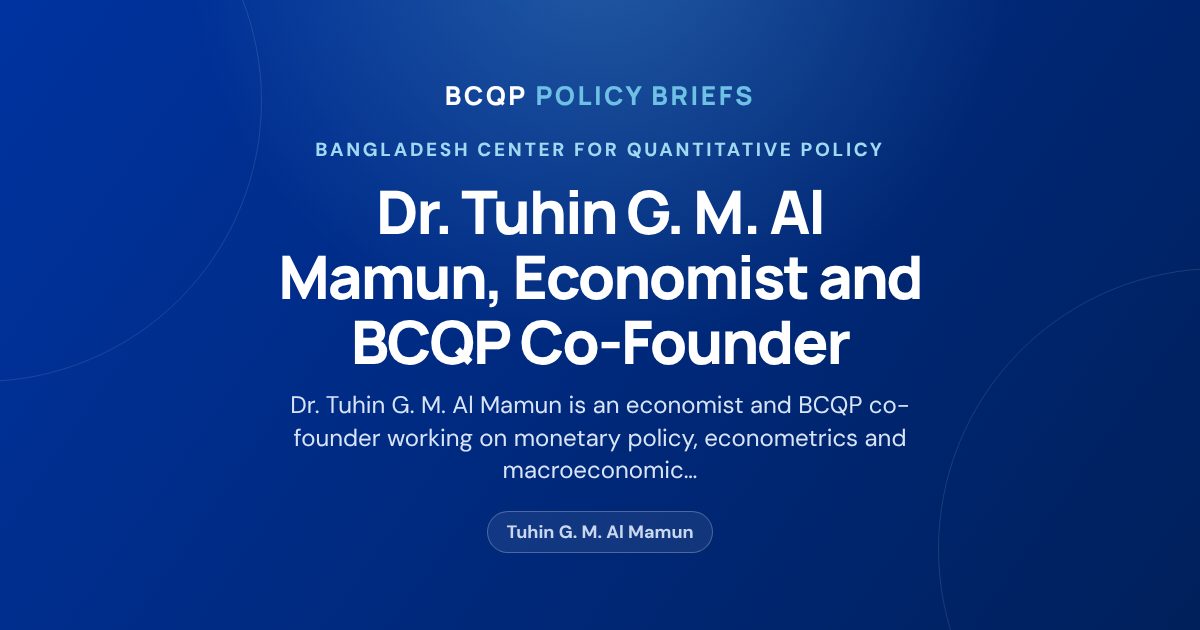 BCQP POLICY BRIEFS
BANGLADESH CENTER FOR QUANTITATIVE POLICY
Dr. Tuhin G. M. Al
Mamun, Economist and
BCQP Co-Founder
Dr. Tuhin G. M. Al Mamun is an economist and BCQP co-
founder working on monetary policy, econometrics and
macroeconomic…
Tuhin G. M. Al Mamun